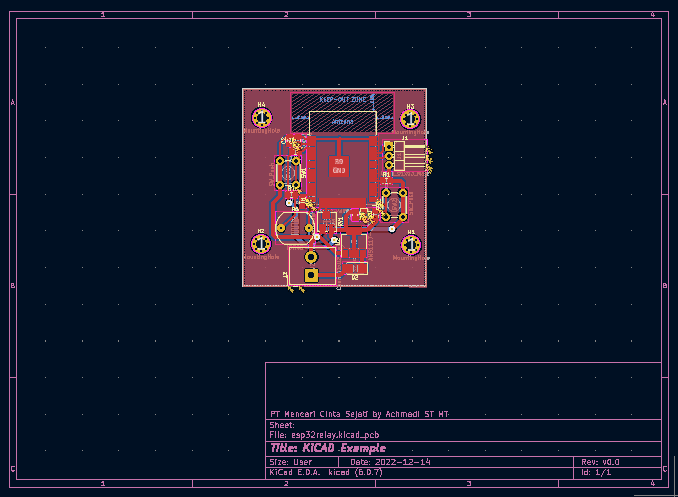 1 2 3 4
A A
KEEP-OUT ZONE
Antenna
H4 H3
MountingHole MountingHole
J1
39
GND
H2 H1
MountingHole MountingHole
B B
PT Mencari Cinta Sejati by Achmadi ST MT
Sheet:
File: esp32relay.kicad_pcb
Title: KiCAD Example
Size: User Date: 2022-12-14 Rev: v0.0
KiCad E.D.A. kicad (6.0.7) Id: 1/1
C C
1 2 3 4